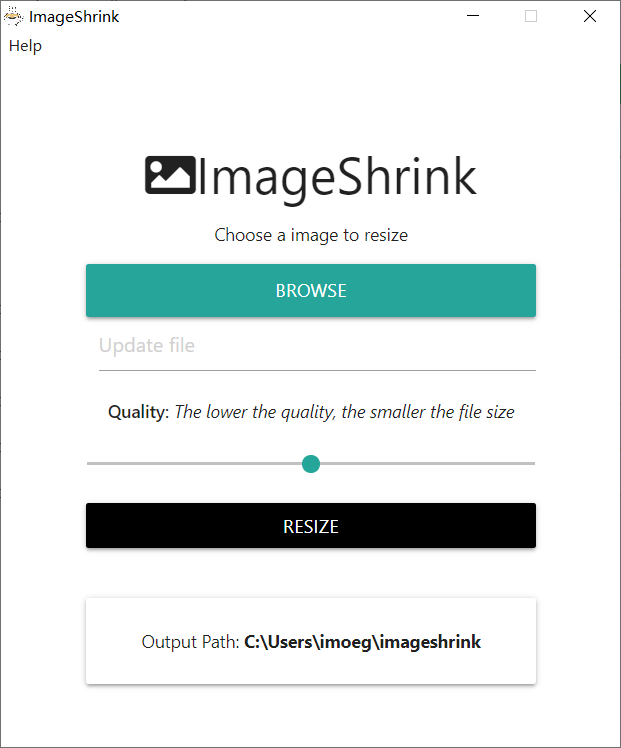 ImageShrink
Help
ImageShrink
Choose a image to resize
BROWSE
Update file
Quality: The lower the quality, the smaller the file size
RESIZE
Output Path: C:\Users\imoeg\imageshrink